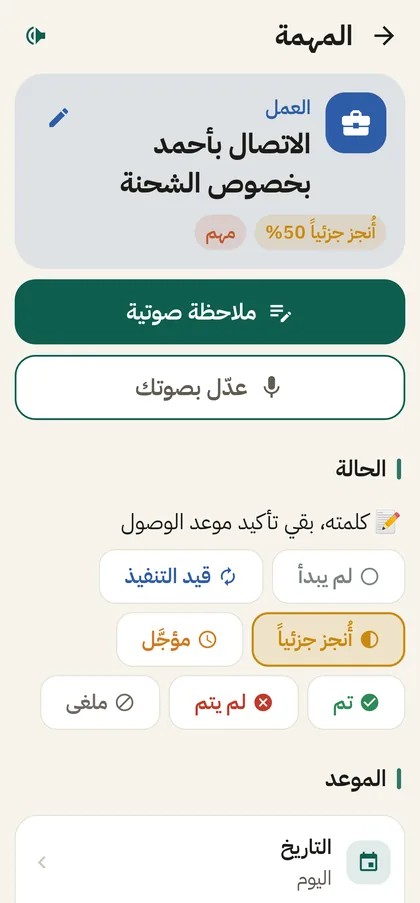 المهمة
العمل
الاتصال بأحمد
بخصوص الشحنة
أُنجز جزئياً 50%
مهم
ملاحظة صوتية
عدّل بصوتك
الحالة
📝 كلمته، بقي تأكيد موعد الوصول
لم يبدأ
قيد التنفيذ
أُنجز جزئياً
مؤجَّل
تم
لم يتم
ملغى
الموعد
التاريخ
اليوم